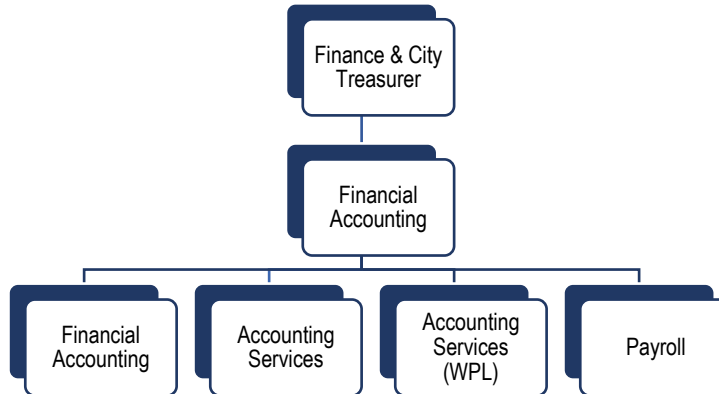 Finance & City
Treasurer
Financial
Accounting
Financial
Accounting
Accounting
Services
Accounting
Services
(WPL)
Payroll